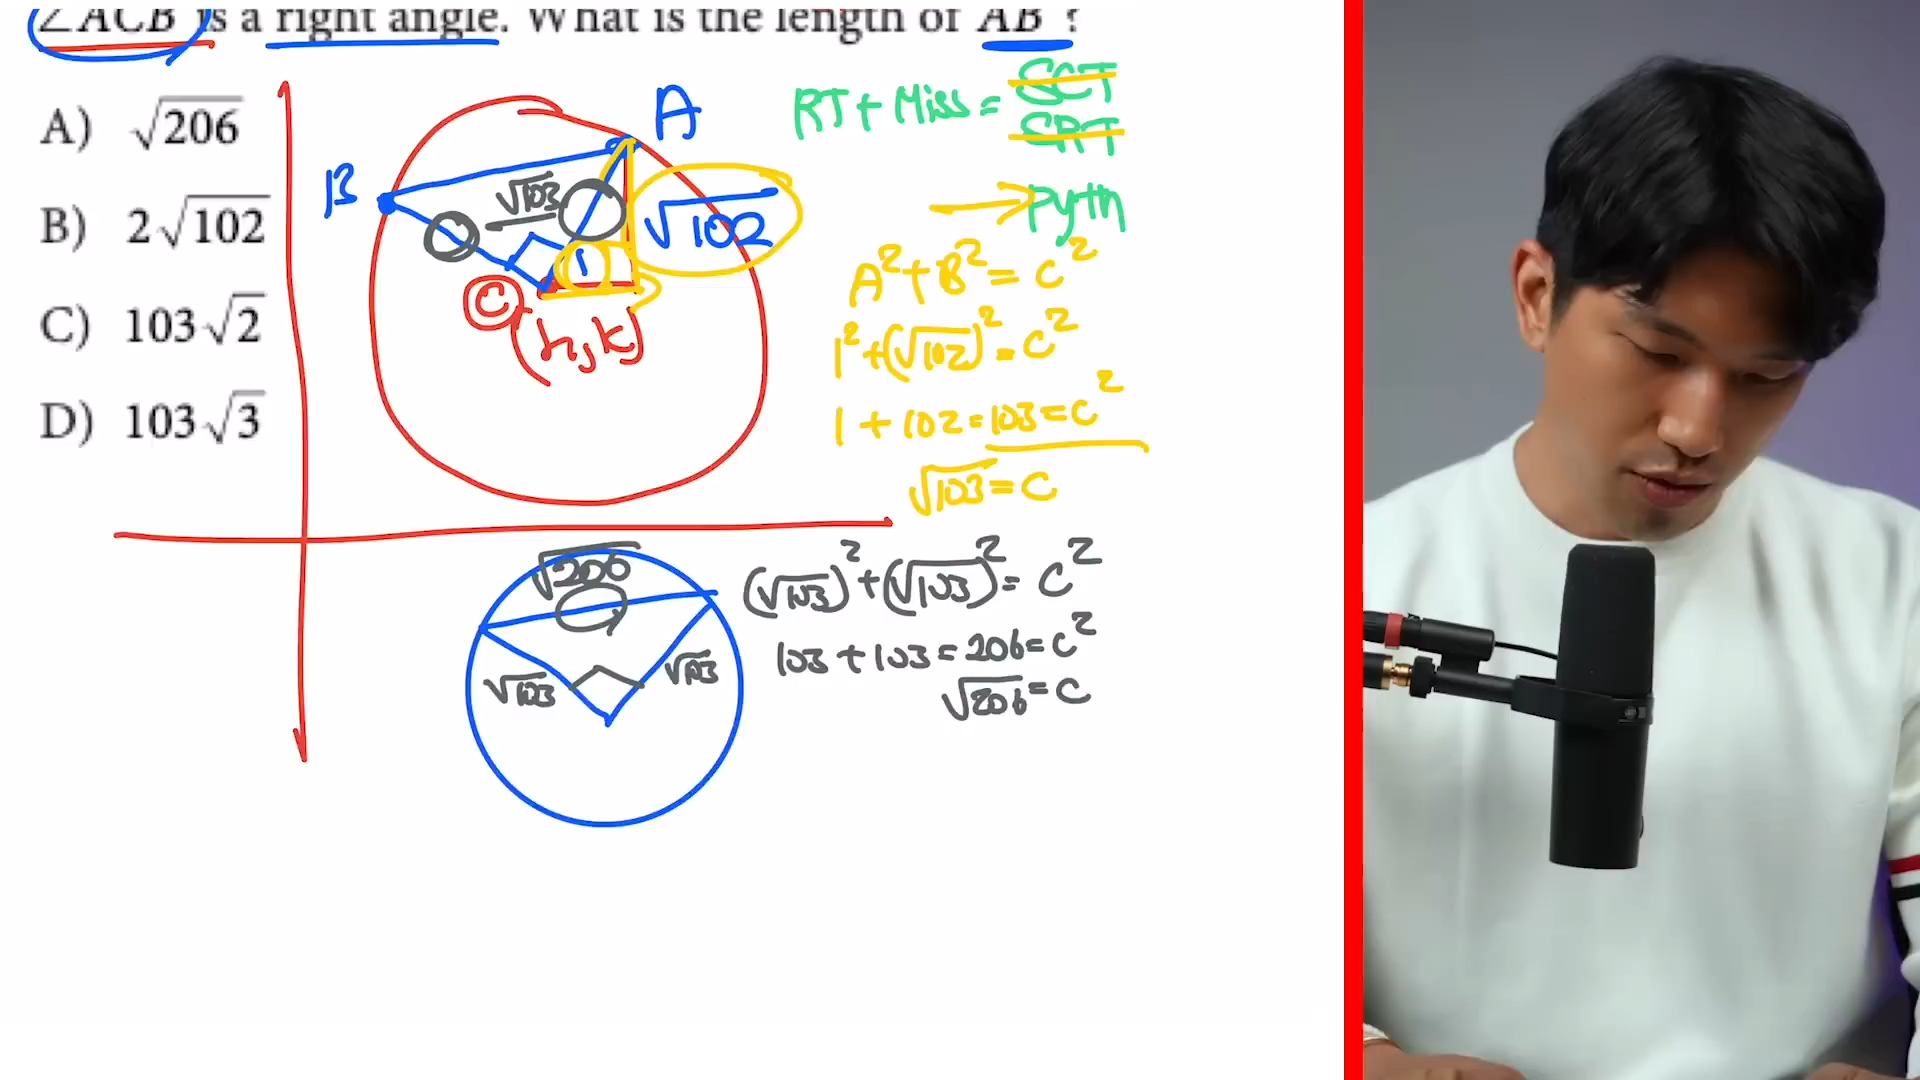 ∠ACB is a right angle. What is the length of AB ?
A) √206
B) 2√102
C) 103√2
D) 103√3
A
B
√103
1
√102
C
(h,k)
RT + Miss = SCT
SRT
→ Pyth
A² + B² = C²
1² + (√102)² = C²
1 + 102 = 103 = C²
√103 = C
√206
√103
√103
(√103)² + (√103)² = C²
103 + 103 = 206 = C²
√206 = C